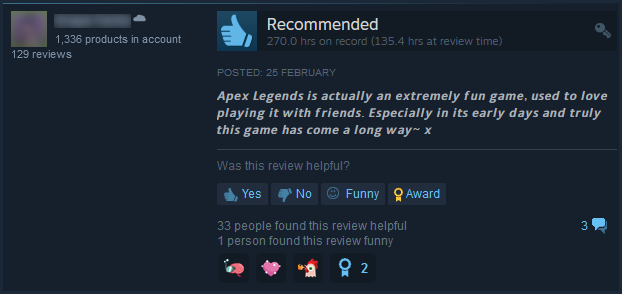 Recommended
270.0 hrs on record (135.4 hrs at review time)
1,336 products in account
129 reviews
POSTED: 25 FEBRUARY
Apex Legends is actually an extremely fun game, used to love
playing it with friends. Especially in its early days and truly
this game has come a long way~ x
Was this review helpful?
Yes No Funny Award
33 people found this review helpful
3
1 person found this review funny
2